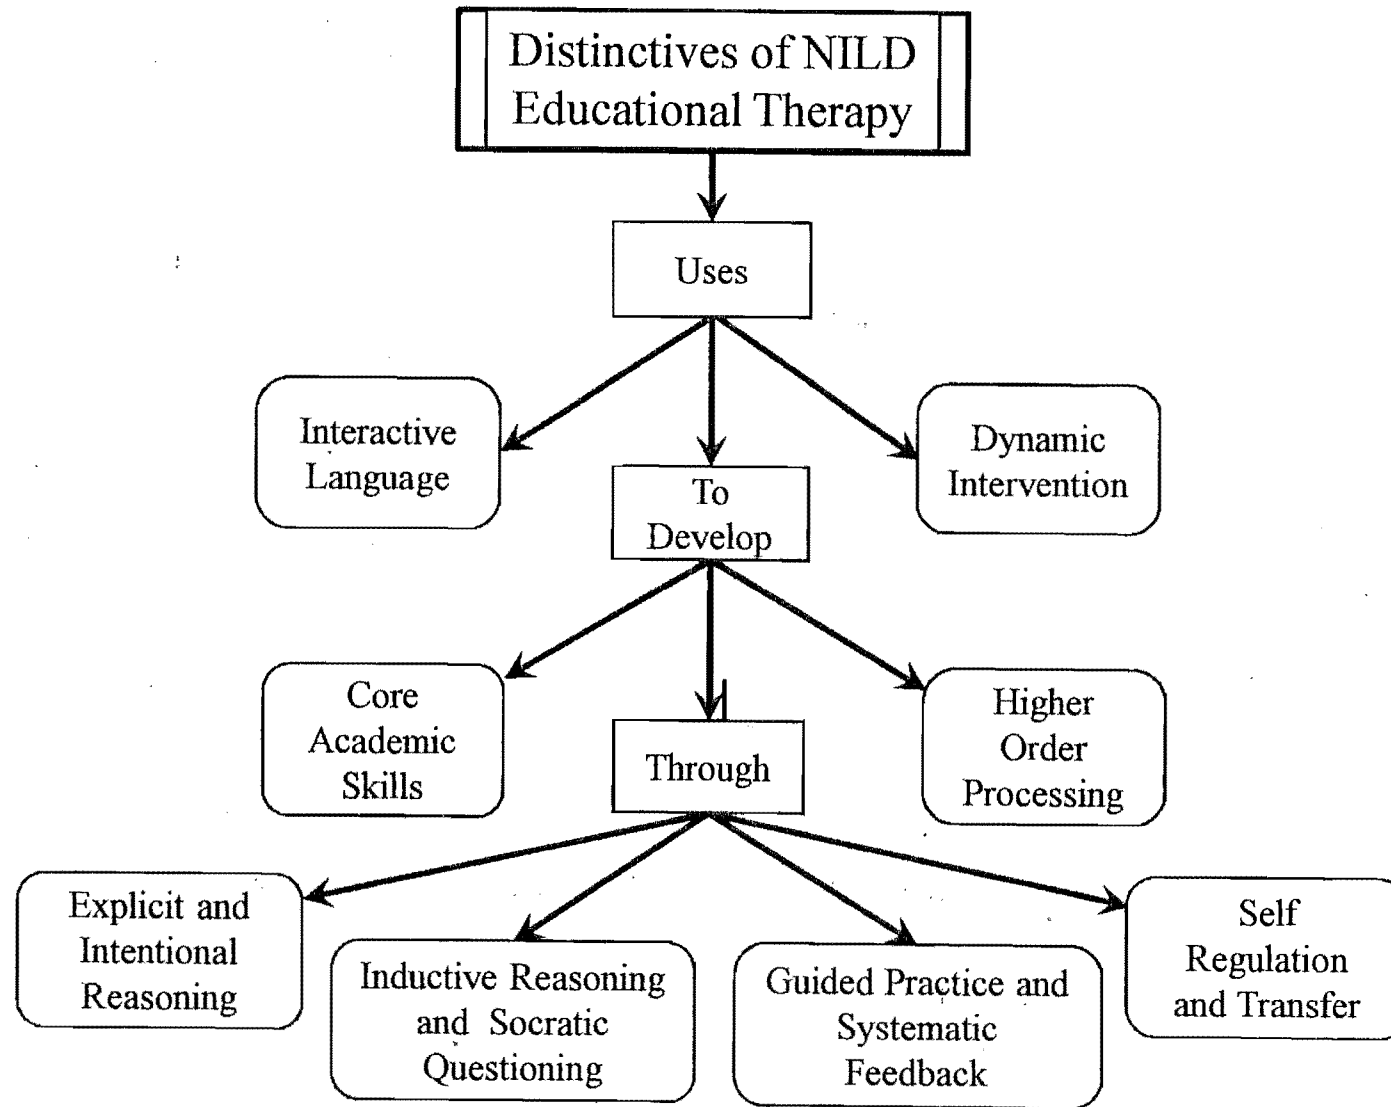 Distinctives of NILD
Educational Therapy
Uses
Interactive
Language
Dynamic
Intervention
To
Develop
Core
Academic
Skills
Higher
Order
Processing
Through
Explicit and
Intentional
Reasoning
Inductive Reasoning
and Socratic
Questioning
Guided Practice and
Systematic
Feedback
Self
Regulation
and Transfer